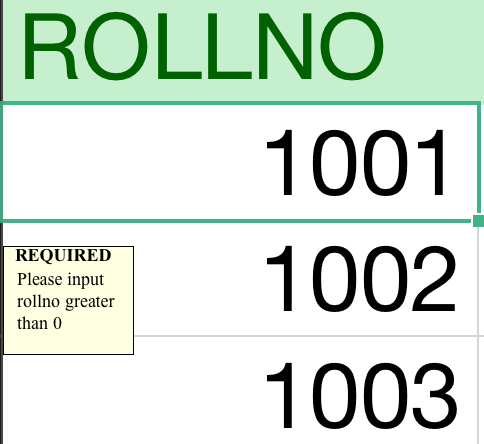 ROLLNO
1001
1002
REQUIRED
Please input
rollno greater
than 0
1003